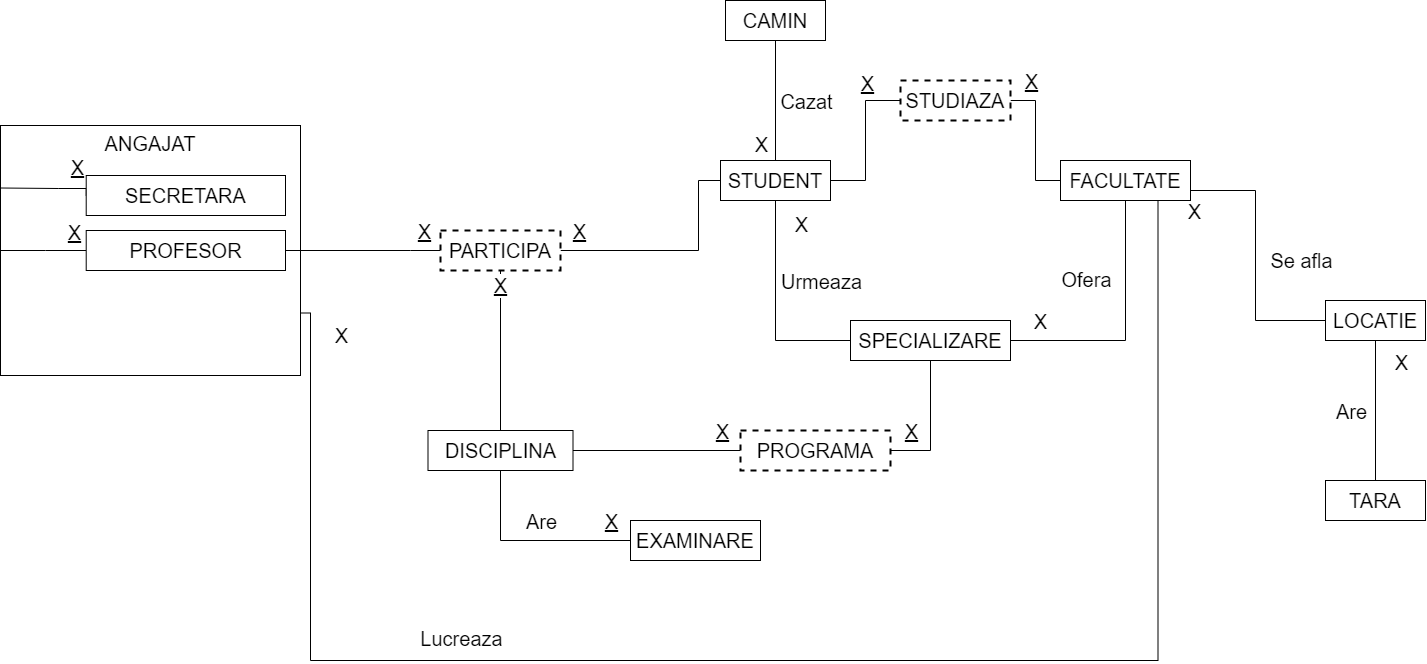 CAMIN
Cazat
X
STUDIAZA
X
ANGAJAT
X
X
SECRETARA
STUDENT
FACULTATE
X
X
PROFESOR
X
PARTICIPA
X
X
X
Urmeaza
Ofera
Se afla
X
SPECIALIZARE
X
LOCATIE
X
Are
DISCIPLINA
X
PROGRAMA
X
TARA
Are
X
EXAMINARE
Lucreaza